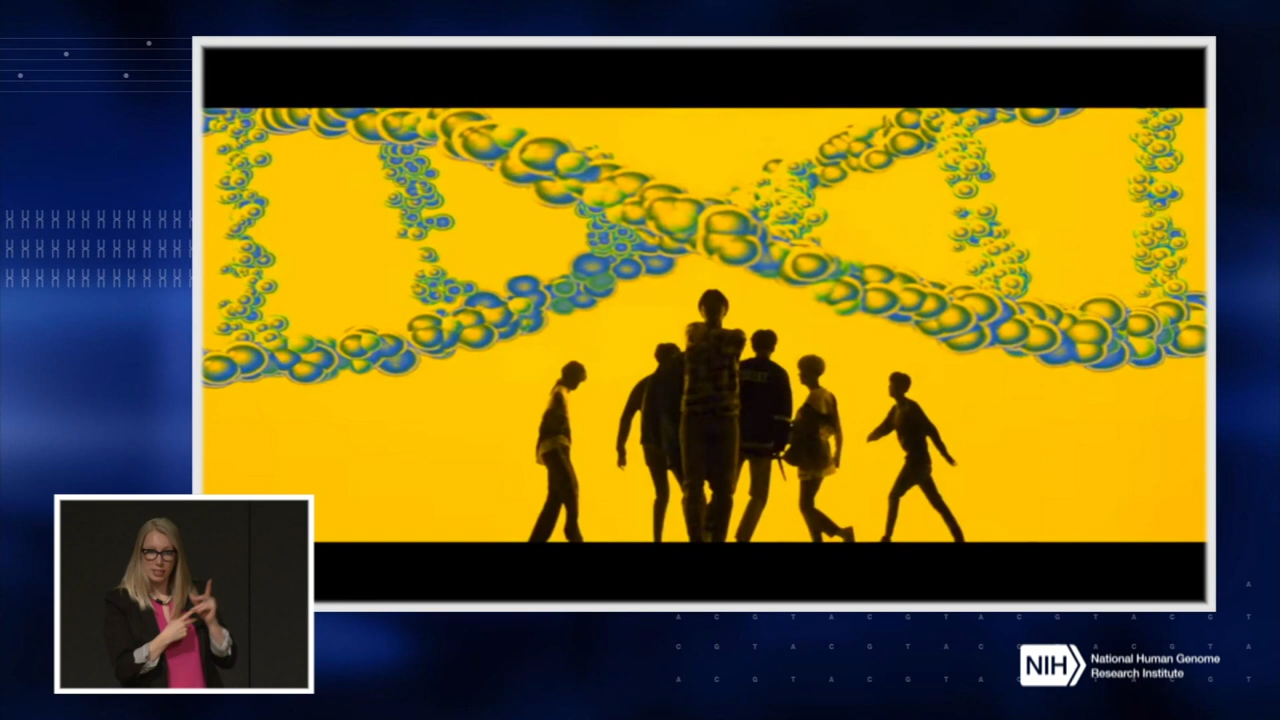 A
A C G T A C G T A C G T A C G T
C G T A C G T A C G A C G T A
A C G T A C G T A C A C G T
NIH
National Human Genome
Research Institute